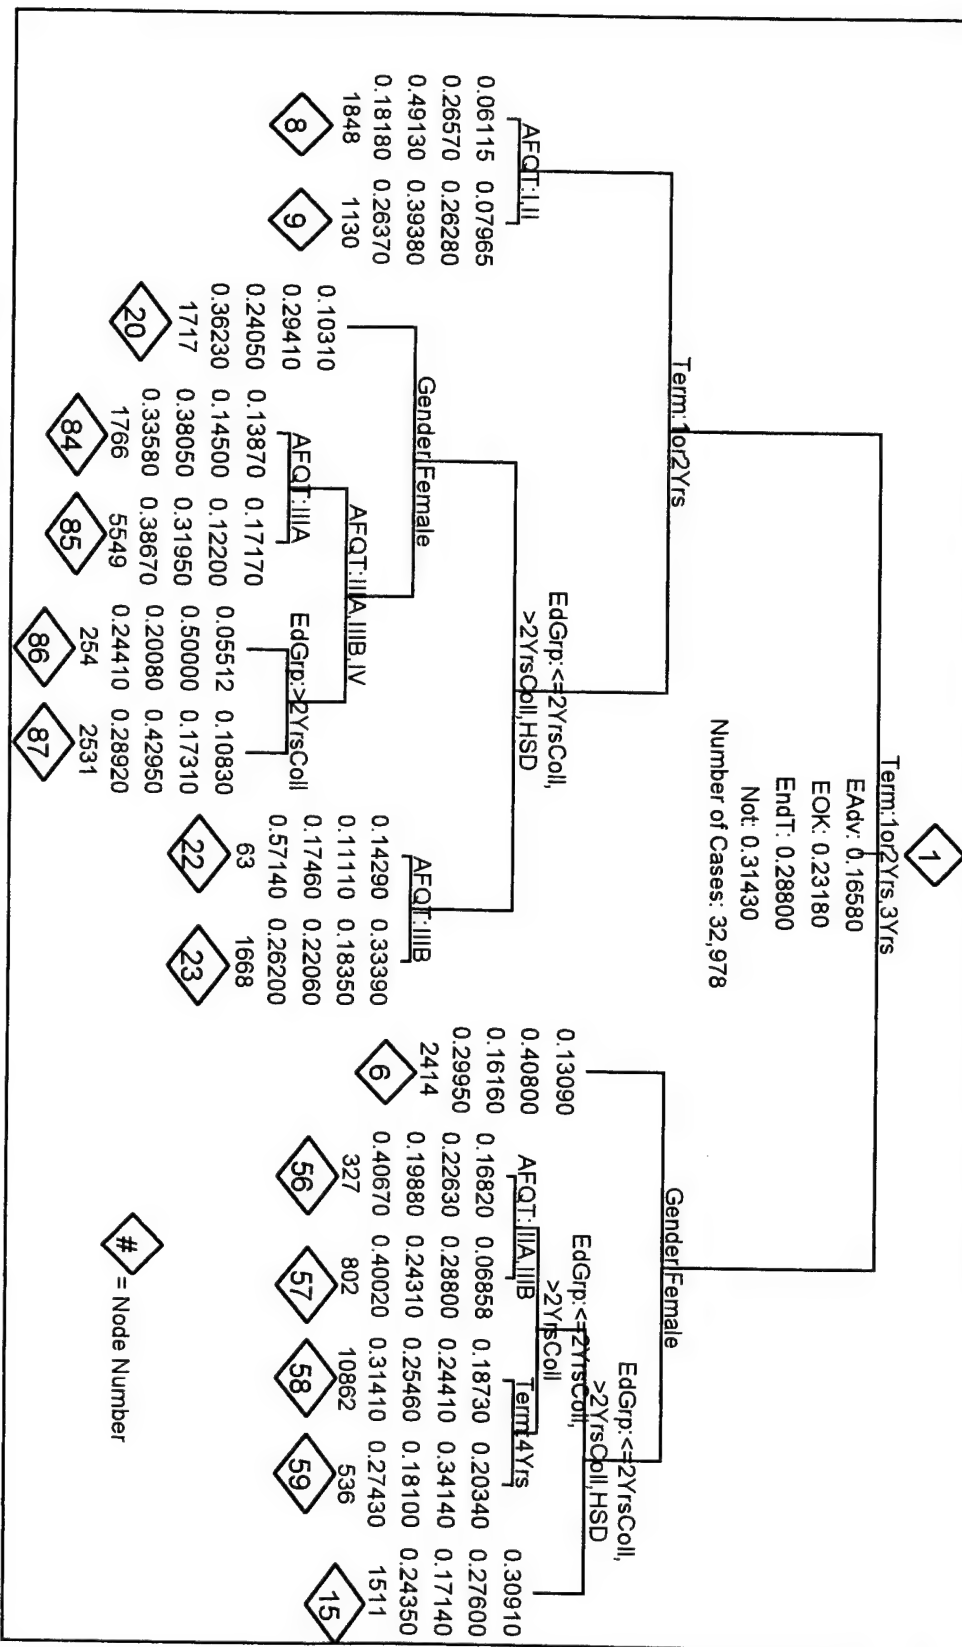 1
Term:1or2Yrs,3Yrs
EAdv: 0.16580
EOK: 0.23180
EndT: 0.28800
Not: 0.31430
Number of Cases: 32,978
Term:1or2Yrs
Gender:Female
AFQT:I,II
EdGrp:<=2YrsColl,
>2YrsColl,HSD
EdGrp:<=2YrsColl,
>2YrsColl,HSD
0.06115 0.07965
0.26570 0.26280
0.49130 0.39380
0.18180 0.26370
1848 1130
8 9
Gender:Female
AFQT:IIIB
0.10310
0.29410
0.24050
0.36230
1717
20
AFQT:IIIA,IIIB,IV
AFQT:IIIA
EdGrp:>2YrsColl
0.13870 0.17170 0.05512 0.10830
0.14500 0.12200 0.50000 0.17310
0.38050 0.31950 0.20080 0.42950
0.33580 0.38670 0.24410 0.28920
1766 5549 254 2531
84 85 86 87
0.14290 0.33390
0.11110 0.18350
0.17460 0.22060
0.57140 0.26200
63 1668
22 23
0.13090
0.40800
0.16160
0.29950
2414
6
EdGrp:<=2YrsColl,
>2YrsColl
AFQT:IIIA,IIIB
Term:4Yrs
0.16820 0.06858 0.18730 0.20340
0.22630 0.28800 0.24410 0.34140
0.19880 0.24310 0.25460 0.18100
0.40670 0.40020 0.31410 0.27430
327 802 10862 536
56 57 58 59
0.30910
0.27600
0.17140
0.24350
1511
15
# = Node Number